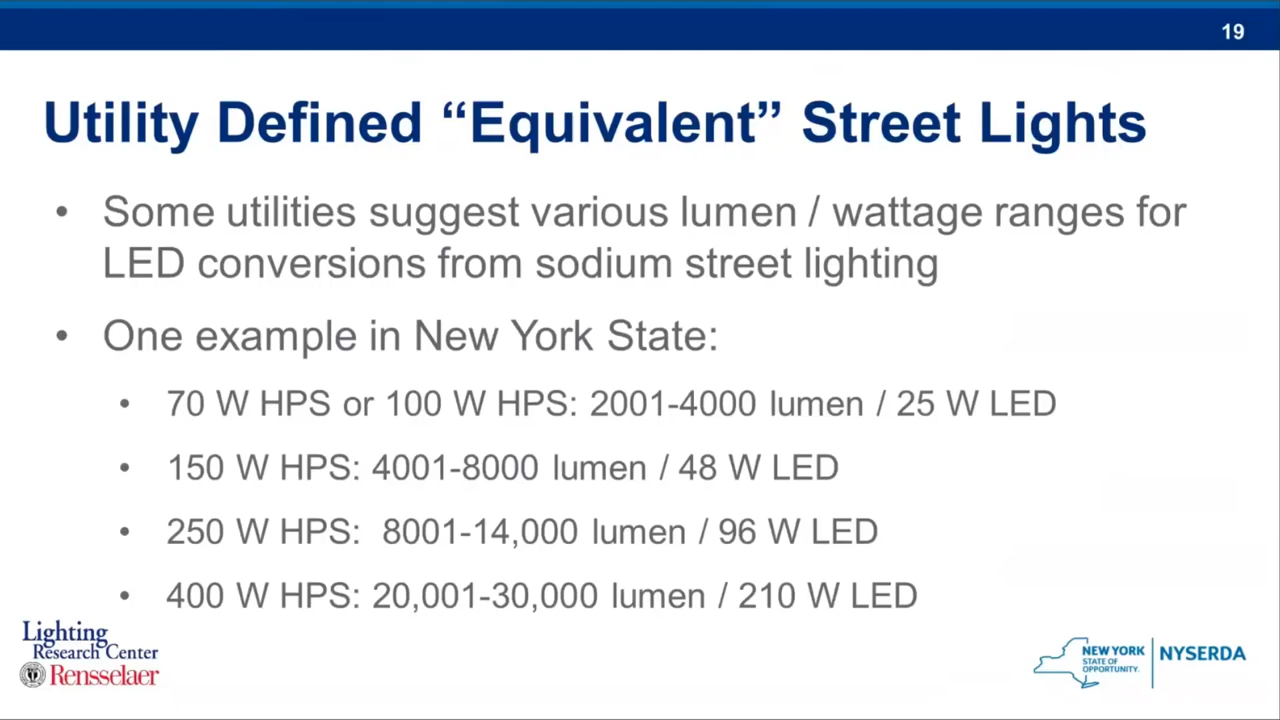 19
Utility Defined “Equivalent” Street Lights
• Some utilities suggest various lumen / wattage ranges for
LED conversions from sodium street lighting
• One example in New York State:
• 70 W HPS or 100 W HPS: 2001-4000 lumen / 25 W LED
• 150 W HPS: 4001-8000 lumen / 48 W LED
• 250 W HPS:  8001-14,000 lumen / 96 W LED
• 400 W HPS: 20,001-30,000 lumen / 210 W LED
Lighting
Research Center
Rensselaer
NEW YORK
STATE OF
OPPORTUNITY.
NYSERDA